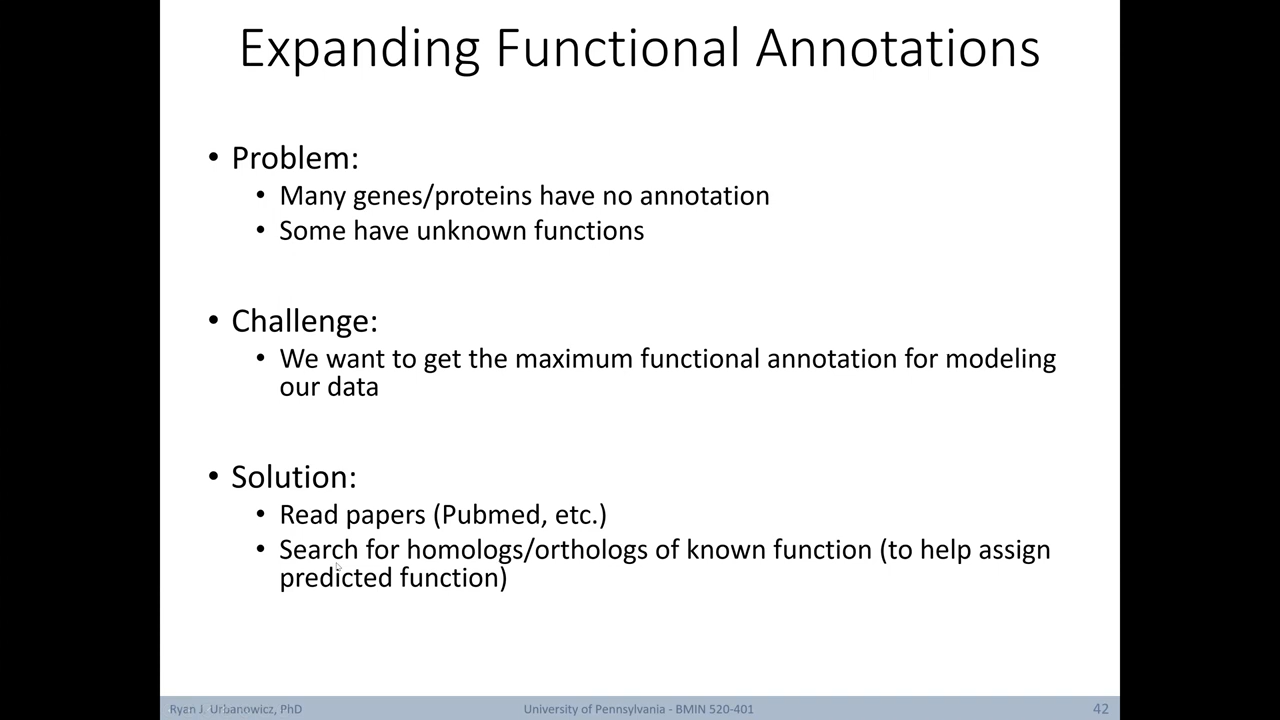 Expanding Functional Annotations
• Problem:
• Many genes/proteins have no annotation
• Some have unknown functions
• Challenge:
• We want to get the maximum functional annotation for modeling
our data
• Solution:
• Read papers (Pubmed, etc.)
• Search for homologs/orthologs of known function (to help assign
predicted function)
Ryan J. Urbanowicz, PhD
University of Pennsylvania - BMIN 520-401
42